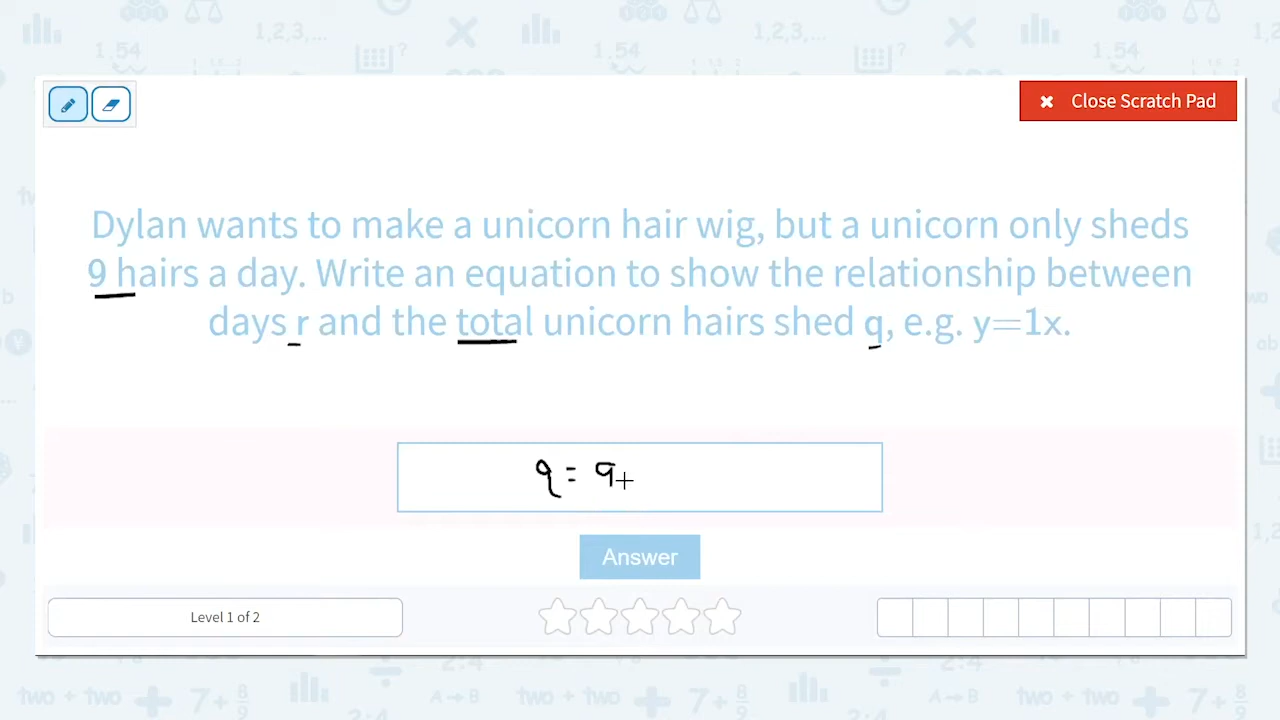 Close Scratch Pad
Dylan wants to make a unicorn hair wig, but a unicorn only sheds
9 hairs a day. Write an equation to show the relationship between
days r and the total unicorn hairs shed q, e.g. y=1x.
q = 9
Answer
Level 1 of 2